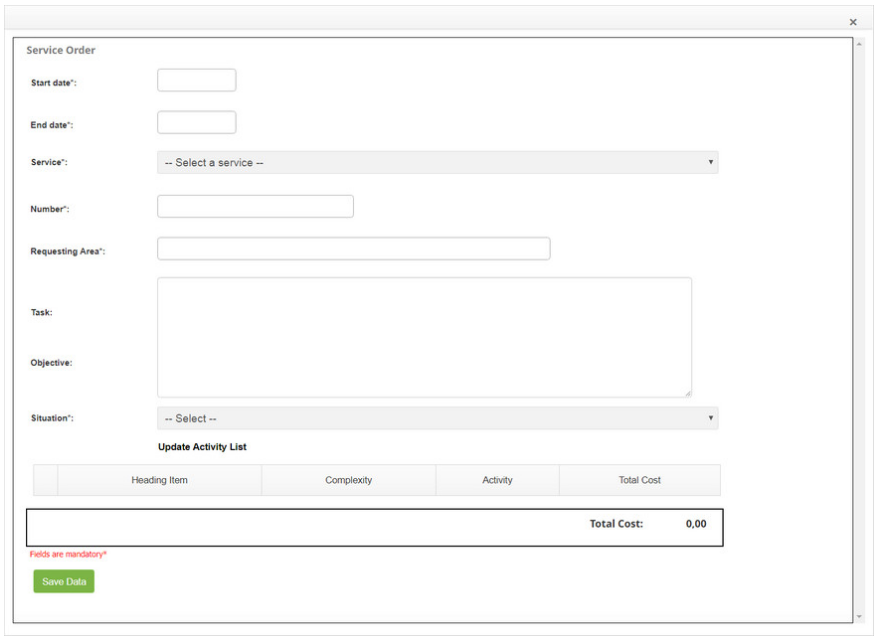 ×
Service Order
Start date*:
End date*:
Service*:
-- Select a service --
Number*:
Requesting Area*:
Task:
Objective:
Situation*:
-- Select --
Update Activity List
Heading Item Complexity Activity Total Cost
Total Cost: 0,00
Fields are mandatory*
Save Data